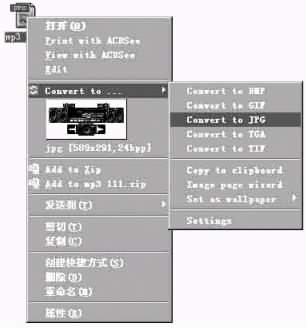 mp3
打开(O)
Print with ACDSee
View with ACDSee
Edit
Convert to ...
jpg [589x291,24bpp]
Add to Zip
Add to mp3 111.zip
发送到(T)
剪切(T)
复制(C)
创建快捷方式(S)
删除(D)
重命名(M)
属性(R)
Convert to BMP
Convert to GIF
Convert to JPG
Convert to TGA
Convert to TIF
Copy to clipboard
Image page wizard
Set as wallpaper
Settings